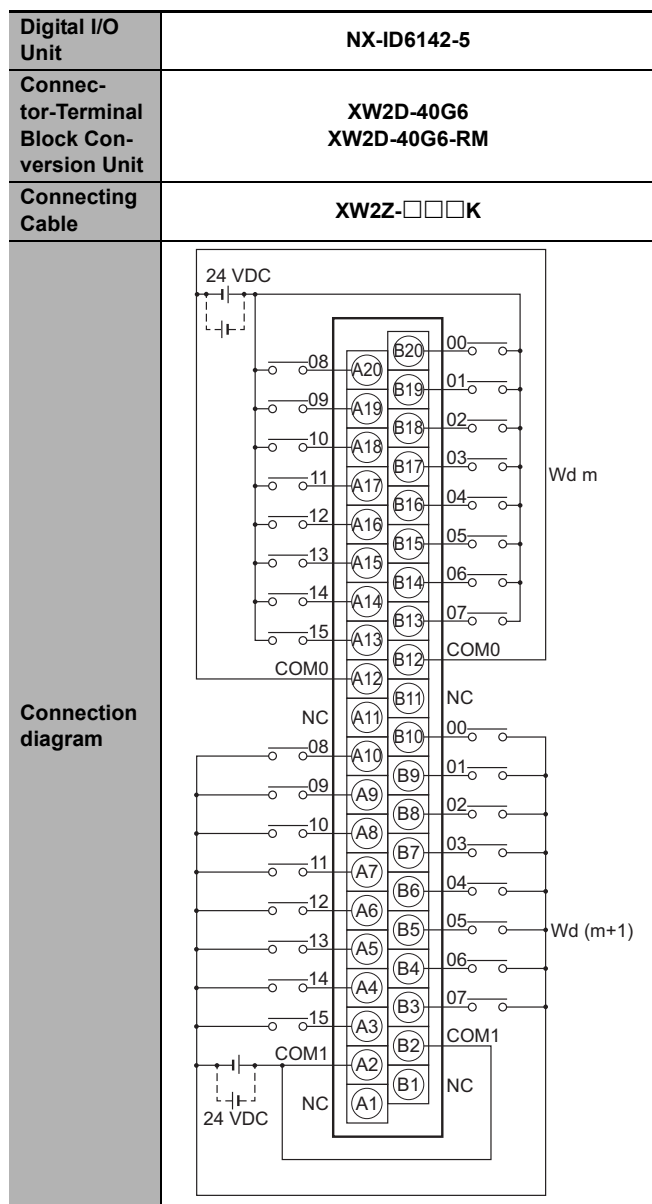 Digital I/O
Unit
NX-ID6142-5
Connec-
tor-Terminal
Block Con-
version Unit
XW2D-40G6
XW2D-40G6-RM
Connecting
Cable
XW2Z-□□□K
Connection
diagram
24 VDC
B20 00
08 A20
B19 01
09 A19
B18 02
10 A18
B17 03
Wd m
11 A17
B16 04
12 A16
B15 05
13 A15
B14 06
14 A14
B13 07
15 A13
B12 COM0
COM0 A12
B11 NC
NC A11
B10 00
08 A10
B9 01
09 A9
B8 02
10 A8
B7 03
11 A7
B6 04
12 A6
B5 05
Wd (m+1)
13 A5
B4 06
14 A4
B3 07
15 A3
B2 COM1
COM1 A2
B1 NC
NC A1
24 VDC